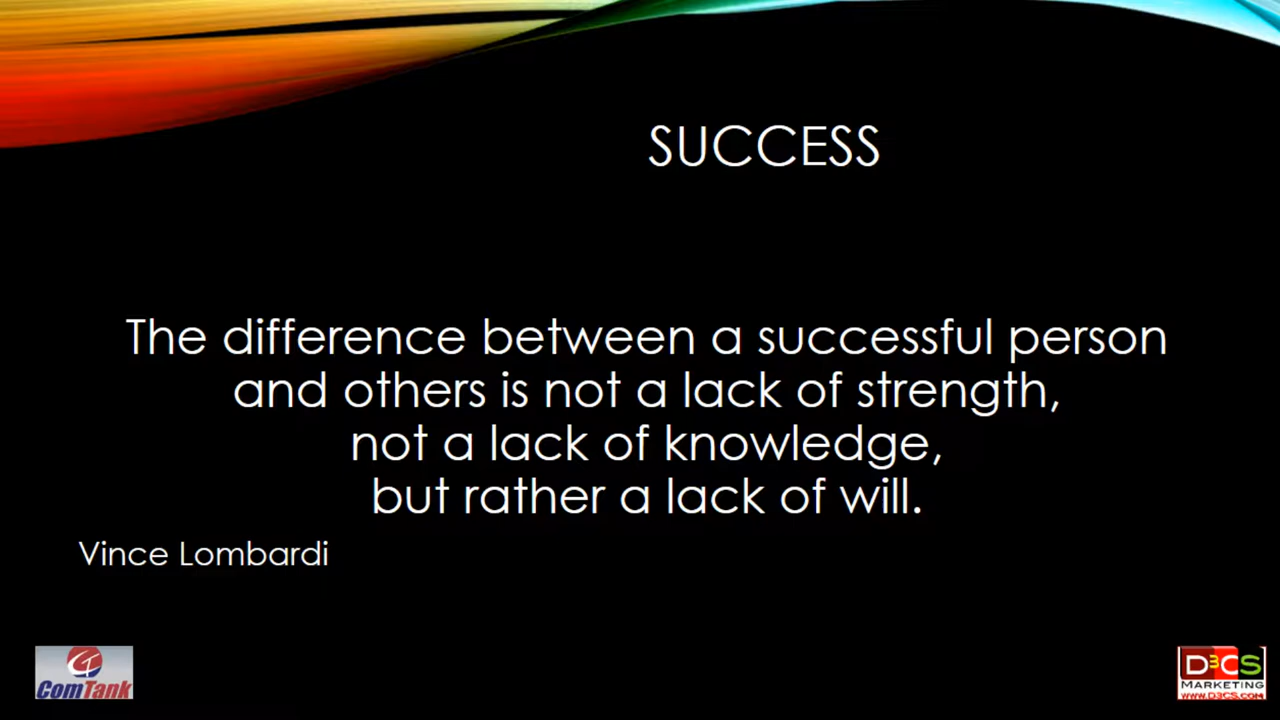 SUCCESS
The difference between a successful person
and others is not a lack of strength,
not a lack of knowledge,
but rather a lack of will.
Vince Lombardi
CT
ComTank
D3CS
MARKETING
www.D3CS.com